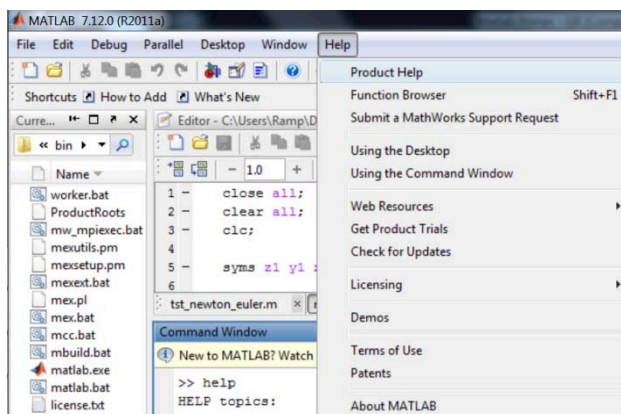 MATLAB 7.12.0 (R2011a)
File Edit Debug Parallel Desktop Window Help
Shortcuts How to Add What's New
Curre...
« bin
Name
worker.bat
ProductRoots
mw_mpiexec.bat
mexutils.pm
mexsetup.pm
mexext.bat
mex.pl
mex.bat
mcc.bat
mbuild.bat
matlab.exe
matlab.bat
license.txt
Editor - C:\Users\Ramp\D
- 1.0 +
1 - close all;
2 - clear all;
3 - clc;
4
5 - syms z1 y1
6
tst_newton_euler.m
Command Window
New to MATLAB? Watch
>> help
HELP topics:
Product Help
Function Browser Shift+F1
Submit a MathWorks Support Request
Using the Desktop
Using the Command Window
Web Resources
Get Product Trials
Check for Updates
Licensing
Demos
Terms of Use
Patents
About MATLAB